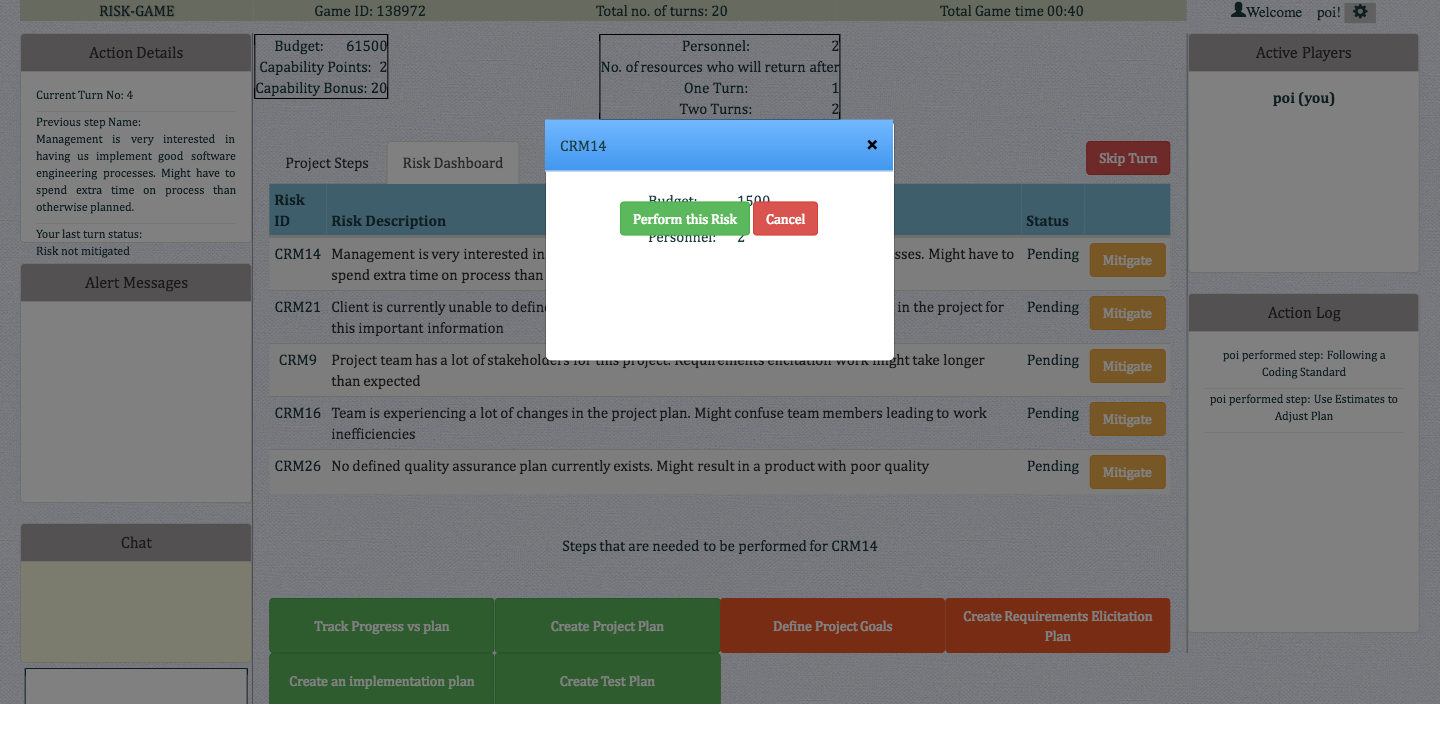 RISK-GAME Game ID: 138972 Total no. of turns: 20 Total Game time 00:40 Welcome poi!
Action Details
Current Turn No: 4
Previous step Name:
Management is very interested in
having us implement good software
engineering processes. Might have to
spend extra time on process than
otherwise planned.
Your last turn status:
Risk not mitigated
Alert Messages
Chat
Budget: 61500
Capability Points: 2
Capability Bonus: 20
Personnel: 2
No. of resources who will return after
One Turn: 1
Two Turns: 2
Project Steps Risk Dashboard Skip Turn
CRM14 ×
Budget: 1500
Perform this Risk Cancel
Personnel: 2
Risk
ID Risk Description Status
CRM14 Management is very interested in sses. Might have to Pending Mitigate
spend extra time on process than
CRM21 Client is currently unable to define in the project for Pending Mitigate
this important information
CRM9 Project team has a lot of stakeholders for this project. Requirements elicitation work might take longer Pending Mitigate
than expected
CRM16 Team is experiencing a lot of changes in the project plan. Might confuse team members leading to work Pending Mitigate
inefficiencies
CRM26 No defined quality assurance plan currently exists. Might result in a product with poor quality Pending Mitigate
Steps that are needed to be performed for CRM14
Track Progress vs plan Create Project Plan Define Project Goals Create Requirements Elicitation
Plan
Create an implementation plan Create Test Plan
Active Players
poi (you)
Action Log
poi performed step: Following a
Coding Standard
poi performed step: Use Estimates to
Adjust Plan